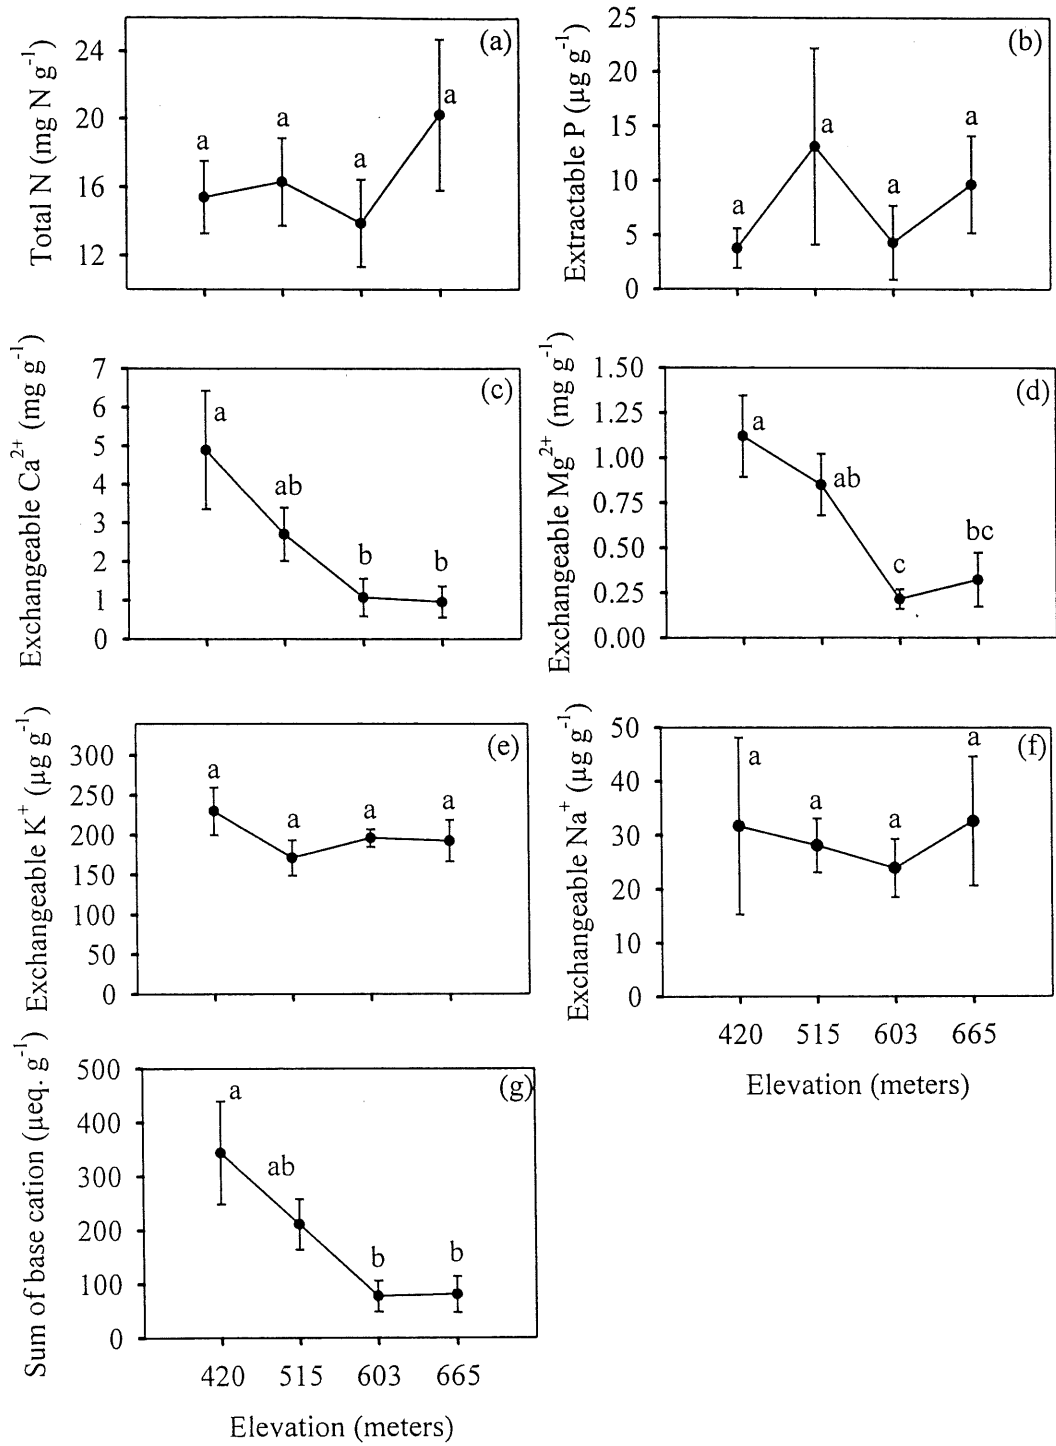 Total N (mg N g⁻¹)
24
20
16
12
(a)
a
a
a
a
Extractable P (µg g⁻¹)
25
20
15
10
5
0
(b)
a
a
a
a
Exchangeable Ca²⁺ (mg g⁻¹)
7
6
5
4
3
2
1
0
(c)
a
ab
b
b
Exchangeable Mg²⁺ (mg g⁻¹)
1.50
1.25
1.00
0.75
0.50
0.25
0.00
(d)
a
ab
c
bc
Exchangeable K⁺ (µg g⁻¹)
300
250
200
150
100
50
0
(e)
a
a
a
a
Exchangeable Na⁺ (µg g⁻¹)
50
40
30
20
10
0
(f)
a
a
a
a
420 515 603 665
Elevation (meters)
Sum of base cation (µeq. g⁻¹)
500
400
300
200
100
0
(g)
a
ab
b
b
420 515 603 665
Elevation (meters)